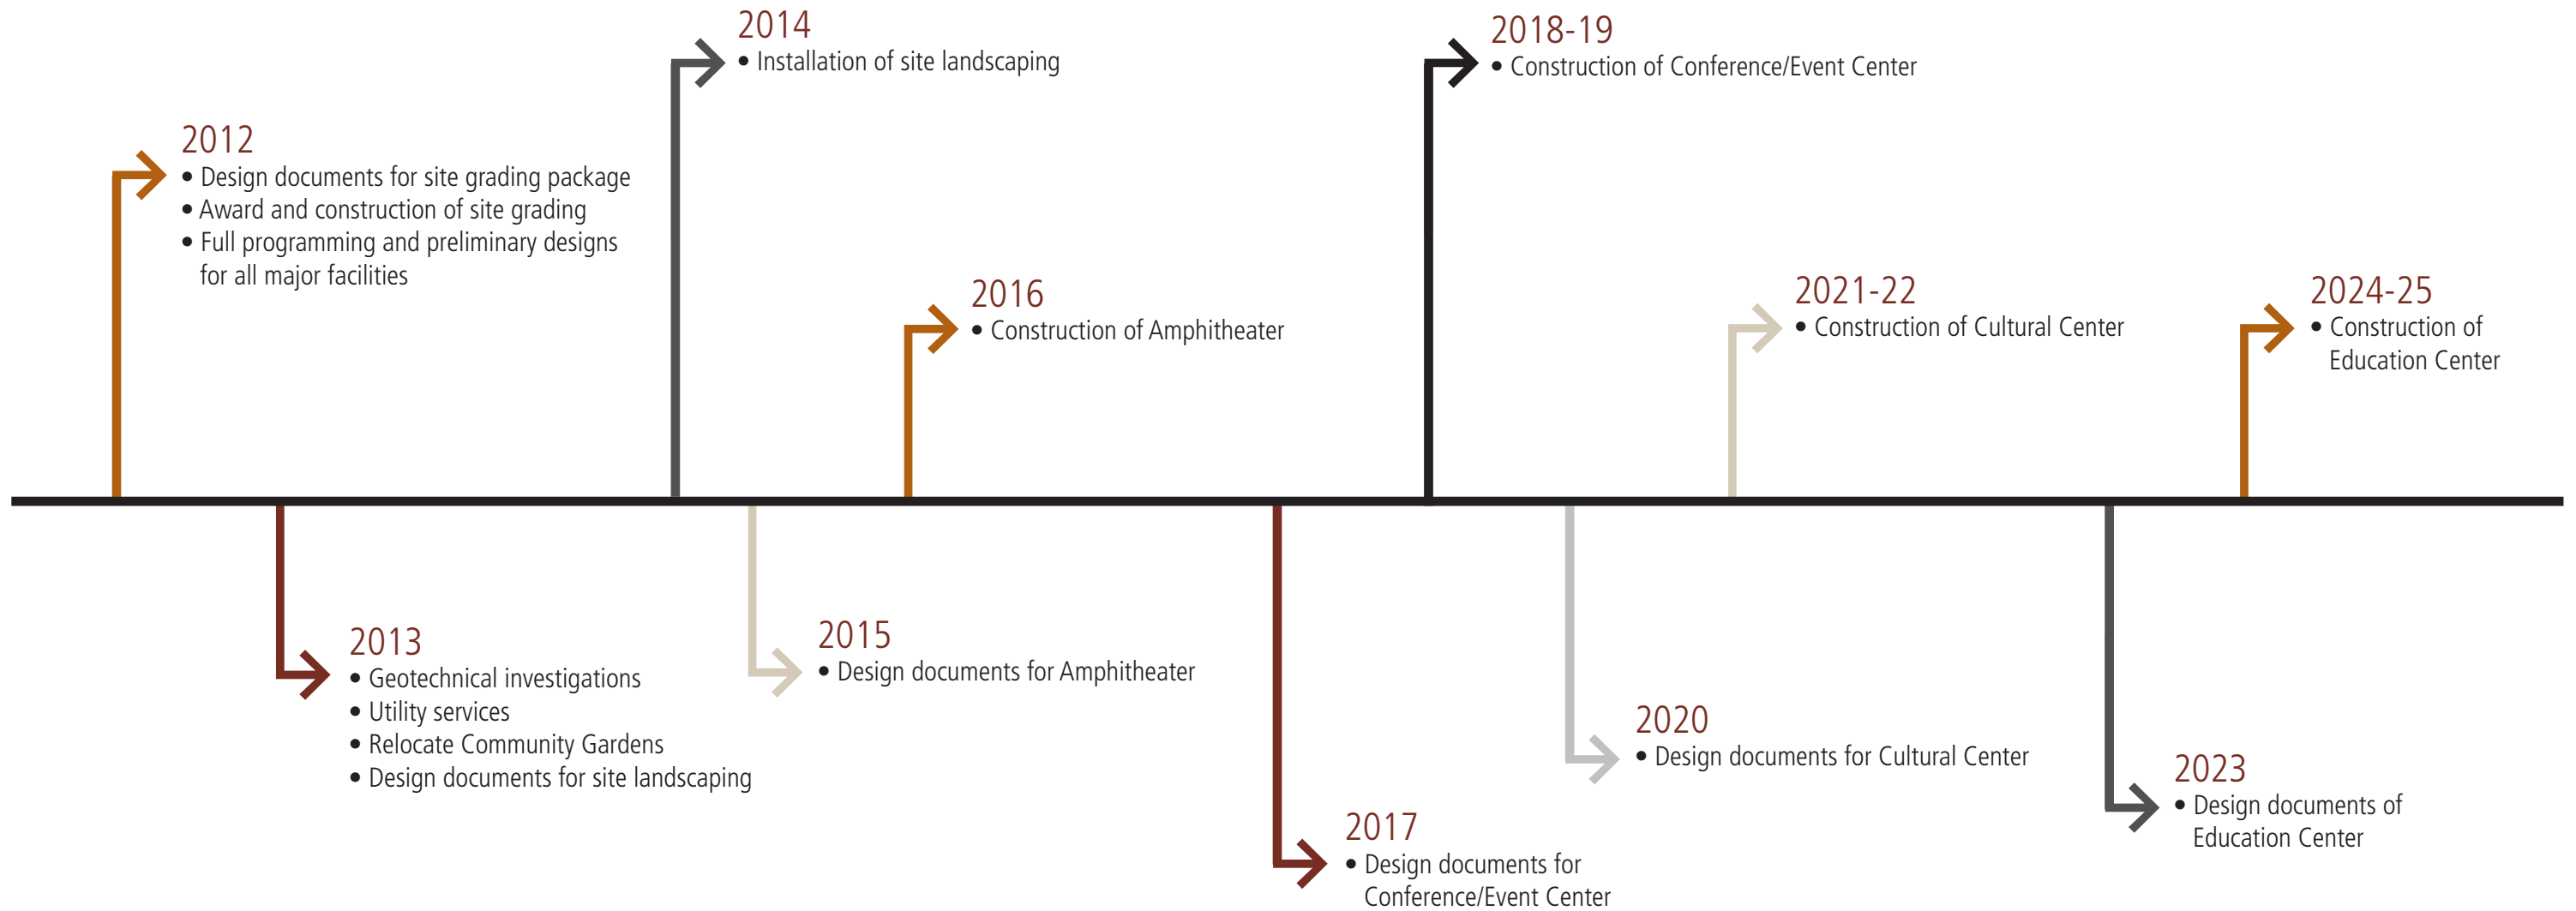 2012
• Design documents for site grading package
• Award and construction of site grading
• Full programming and preliminary designs
for all major facilities
2013
• Geotechnical investigations
• Utility services
• Relocate Community Gardens
• Design documents for site landscaping
2014
• Installation of site landscaping
2015
• Design documents for Amphitheater
2016
• Construction of Amphitheater
2017
• Design documents for
Conference/Event Center
2018-19
• Construction of Conference/Event Center
2020
• Design documents for Cultural Center
2021-22
• Construction of Cultural Center
2023
• Design documents of
Education Center
2024-25
• Construction of
Education Center